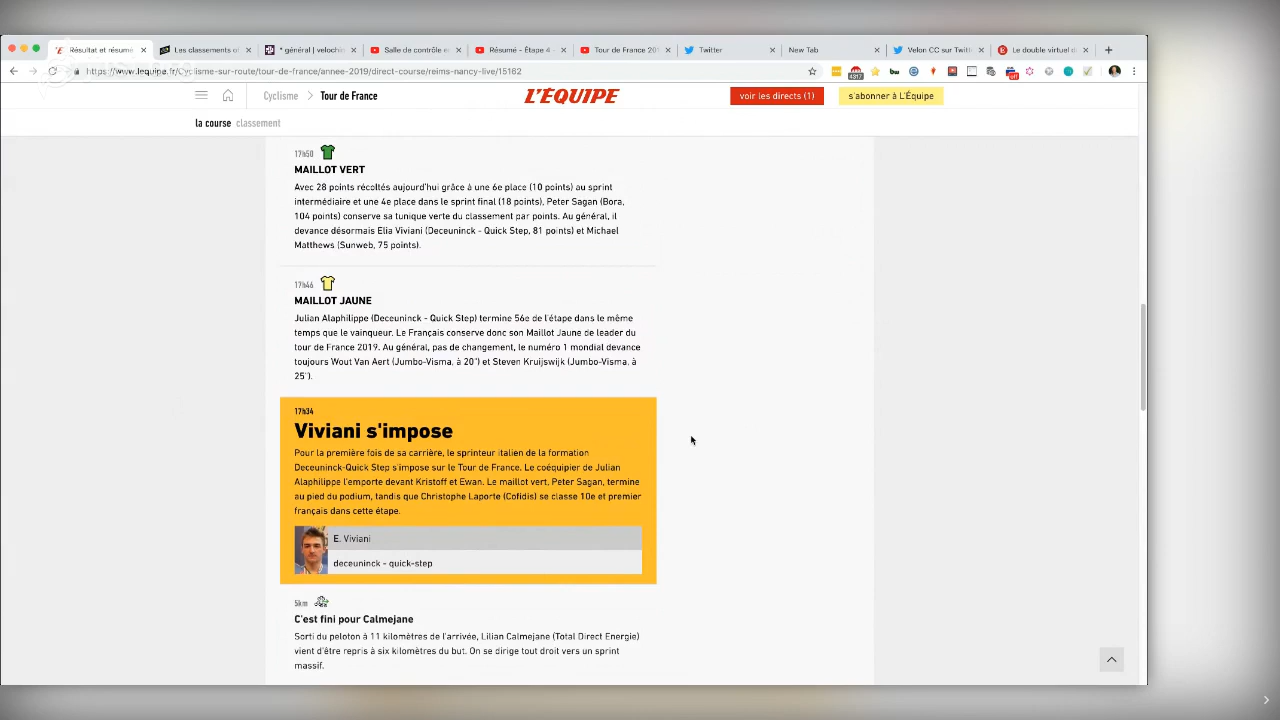 Résultat et résumé
Les classements of
* général | velochin
Salle de contrôle e
Résumé - Étape 4 -
Tour de France 201
Twitter
New Tab
Velon CC sur Twitt
Le double virtuel d
https://www.lequipe.fr/Cyclisme-sur-route/tour-de-france/annee-2019/direct-course/reims-nancy-live/15162
4317
off
Cyclisme > Tour de France
L'ÉQUIPE
voir les directs (1)
s'abonner à L'Équipe
la course classement
17h50
MAILLOT VERT
Avec 28 points récoltés aujourd'hui grâce à une 6e place (10 points) au sprint
intermédiaire et une 4e place dans le sprint final (18 points), Peter Sagan (Bora,
104 points) conserve sa tunique verte du classement par points. Au général, il
devance désormais Elia Viviani (Deceuninck - Quick Step, 81 points) et Michael
Matthews (Sunweb, 75 points).
17h46
MAILLOT JAUNE
Julian Alaphilippe (Deceuninck - Quick Step) termine 56e de l'étape dans le même
temps que le vainqueur. Le Français conserve donc son Maillot Jaune de leader du
tour de France 2019. Au général, pas de changement, le numéro 1 mondial devance
toujours Wout Van Aert (Jumbo-Visma, à 20") et Steven Kruijswijk (Jumbo-Visma, à
25").
17h34
Viviani s'impose
Pour la première fois de sa carrière, le sprinteur italien de la formation
Deceuninck-Quick Step s'impose sur le Tour de France. Le coéquipier de Julian
Alaphilippe l'emporte devant Kristoff et Ewan. Le maillot vert, Peter Sagan, termine
au pied du podium, tandis que Christophe Laporte (Cofidis) se classe 10e et premier
français dans cette étape.
E. Viviani
deceuninck - quick-step
5km
C'est fini pour Calmejane
Sorti du peloton à 11 kilomètres de l'arrivée, Lilian Calmejane (Total Direct Energie)
vient d'être repris à six kilomètres du but. On se dirige tout droit vers un sprint
massif.